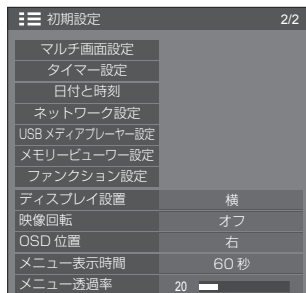 初期設定 2/2
マルチ画面設定
タイマー設定
日付と時刻
ネットワーク設定
USB メディアプレーヤー設定
メモリービューワー設定
ファンクション設定
ディスプレイ設置 横
映像回転 オフ
OSD 位置 右
メニュー表示時間 60 秒
メニュー透過率 20